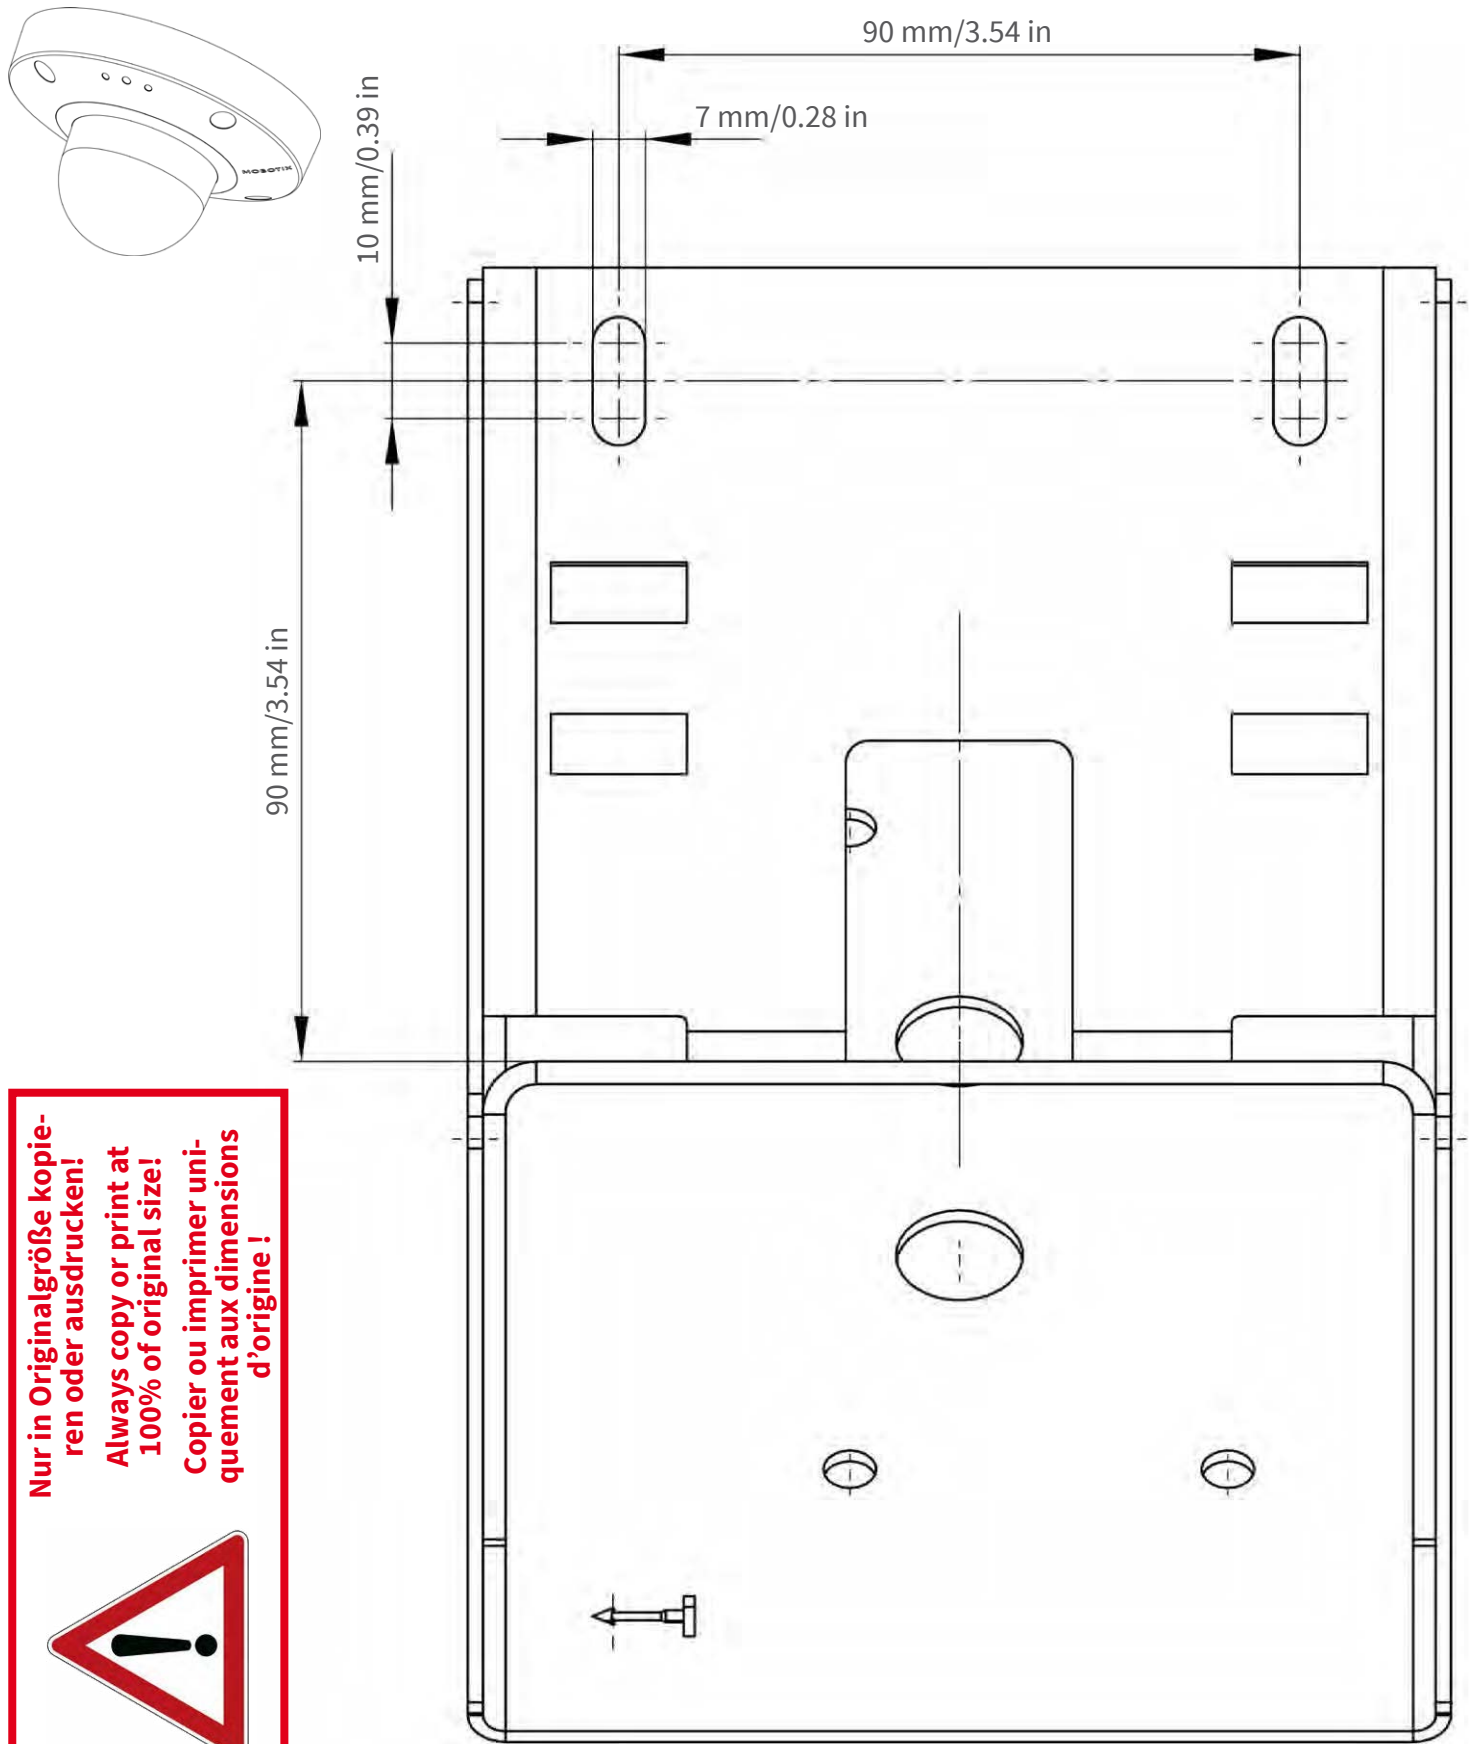 90 mm/3.54 in
7 mm/0.28 in
10 mm/0.39 in
MOBOTIX
90 mm/3.54 in
Nur in Originalgröße kopie-
ren oder ausdrucken!
Always copy or print at
100% of original size!
Copier ou imprimer uni-
quement aux dimensions
d’origine !